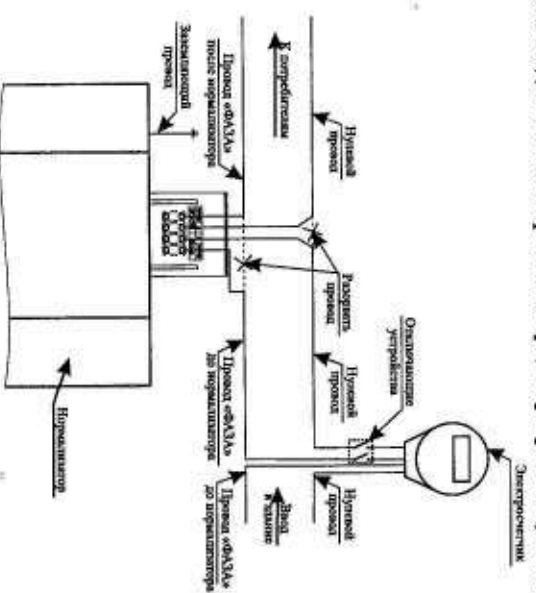 Заземляющий
провод
Провод «ФАЗА»
после нормализатора
К потребителям
Нулевой
провод
Разорвать
провод
Нормализатор
Провод «ФАЗА»
до нормализатора
Нулевой
провод
Отключающие
устройства
Провод «ФАЗА»
до нормализатора
Ввод
в здание
Нулевой
провод
Электросчетчик